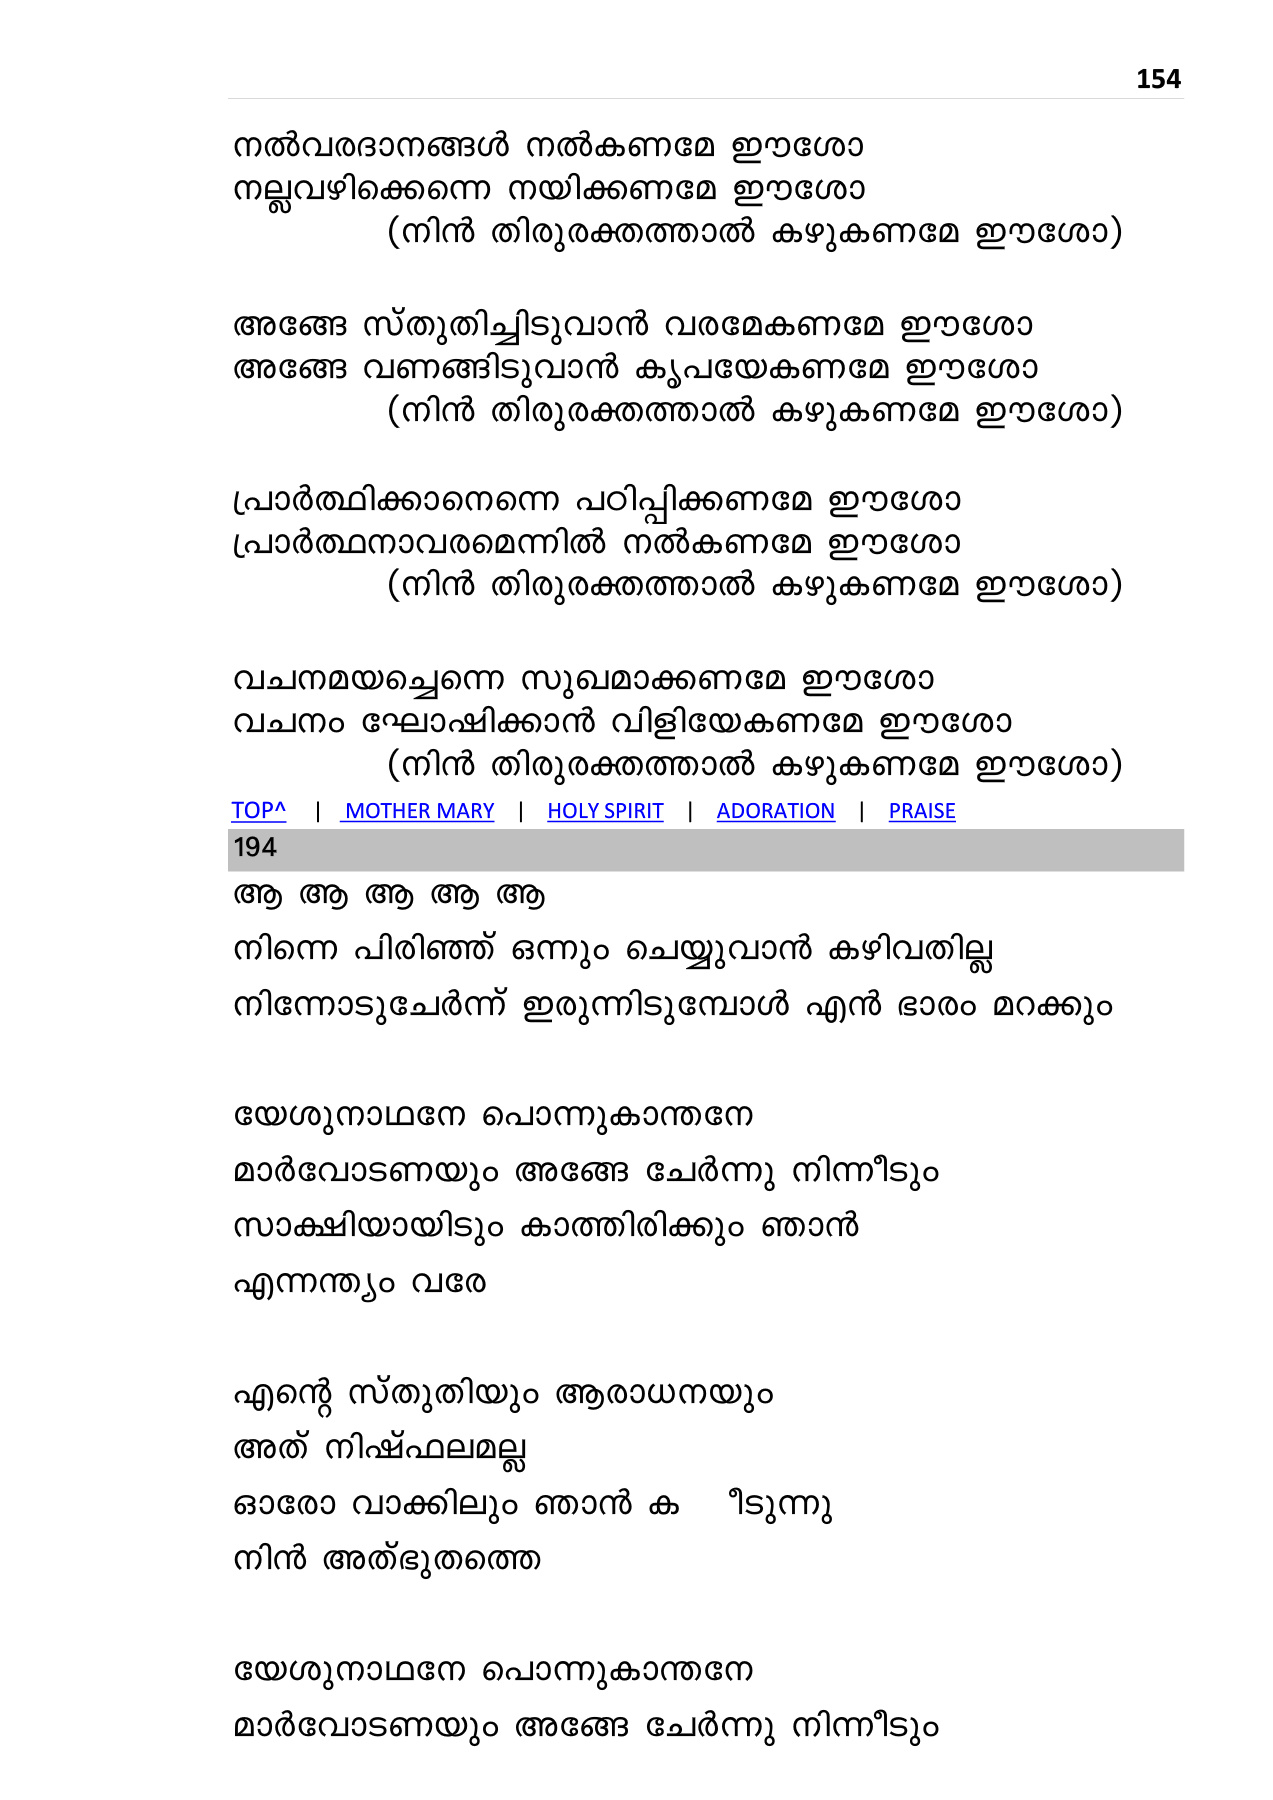 154
നൽവരദാനങ്ങൾ നൽകണമേ ഈശോ
നല്ലവഴിക്കെന്നെ നയിക്കണമേ ഈശോ
(നിൻ തിരുരക്തത്താൽ കഴുകണമേ ഈശോ)
അങ്ങേ സ്തുതിച്ചിടുവാൻ വരമേകണമേ ഈശോ
അങ്ങേ വണങ്ങിടുവാൻ കൃപയേകണമേ ഈശോ
(നിൻ തിരുരക്തത്താൽ കഴുകണമേ ഈശോ)
പ്രാർത്ഥിക്കാനെന്നെ പഠിപ്പിക്കണമേ ഈശോ
പ്രാർത്ഥനാവരമെന്നിൽ നൽകണമേ ഈശോ
(നിൻ തിരുരക്തത്താൽ കഴുകണമേ ഈശോ)
വചനമയച്ചെന്നെ സുഖമാക്കണമേ ഈശോ
വചനം ഘോഷിക്കാൻ വിളിയേകണമേ ഈശോ
(നിൻ തിരുരക്തത്താൽ കഴുകണമേ ഈശോ)
TOP^ | MOTHER MARY | HOLY SPIRIT | ADORATION | PRAISE
194
ആ ആ ആ ആ ആ
നിന്നെ പിരിഞ്ഞ് ഒന്നും ചെയ്യുവാൻ കഴിവതില്ല
നിന്നോടുചേർന്ന് ഇരുന്നിടുമ്പോൾ എൻ ഭാരം മറക്കും
യേശുനാഥനേ പൊന്നുകാന്തനേ
മാർവോടണയും അങ്ങേ ചേർന്നു നിന്നീടും
സാക്ഷിയായിടും കാത്തിരിക്കും ഞാൻ
എന്നന്ത്യം വരേ
എന്റെ സ്തുതിയും ആരാധനയും
അത് നിഷ്ഫലമല്ല
ഓരോ വാക്കിലും ഞാൻ ക ീടുന്നു
നിൻ അത്ഭുതത്തെ
യേശുനാഥനേ പൊന്നുകാന്തനേ
മാർവോടണയും അങ്ങേ ചേർന്നു നിന്നീടും